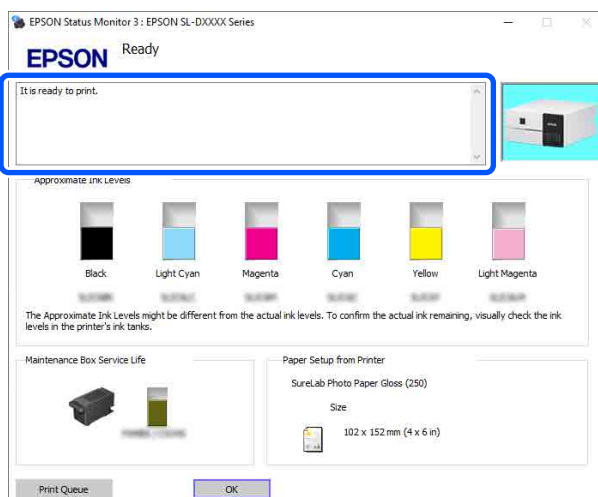 EPSON Status Monitor 3 : EPSON SL-DXXXX Series
EPSON
Ready
It is ready to print.
Approximate Ink Levels
Black Light Cyan Magenta Cyan Yellow Light Magenta
The Approximate Ink Levels might be different from the actual ink levels. To confirm the actual ink remaining, visually check the ink
levels in the printer's ink tanks.
Maintenance Box Service Life
Paper Setup from Printer
SureLab Photo Paper Gloss (250)
Size
102 x 152 mm (4 x 6 in)
Print Queue
OK